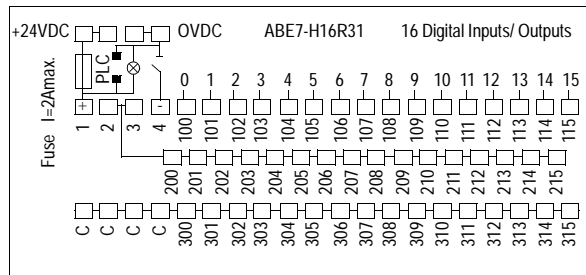 +24VDC OVDC ABE7-H16R31 16 Digital Inputs/ Outputs
PLC
Fuse I=2Amax.
0 1 2 3 4 5 6 7 8 9 10 11 12 13 14 15
+ -
1 2 3 4 100 101 102 103 104 105 106 107 108 109 110 111 112 113 114 115
200 201 202 203 204 205 206 207 208 209 210 211 212 213 214 215
C C C C 300 301 302 303 304 305 306 307 308 309 310 311 312 313 314 315